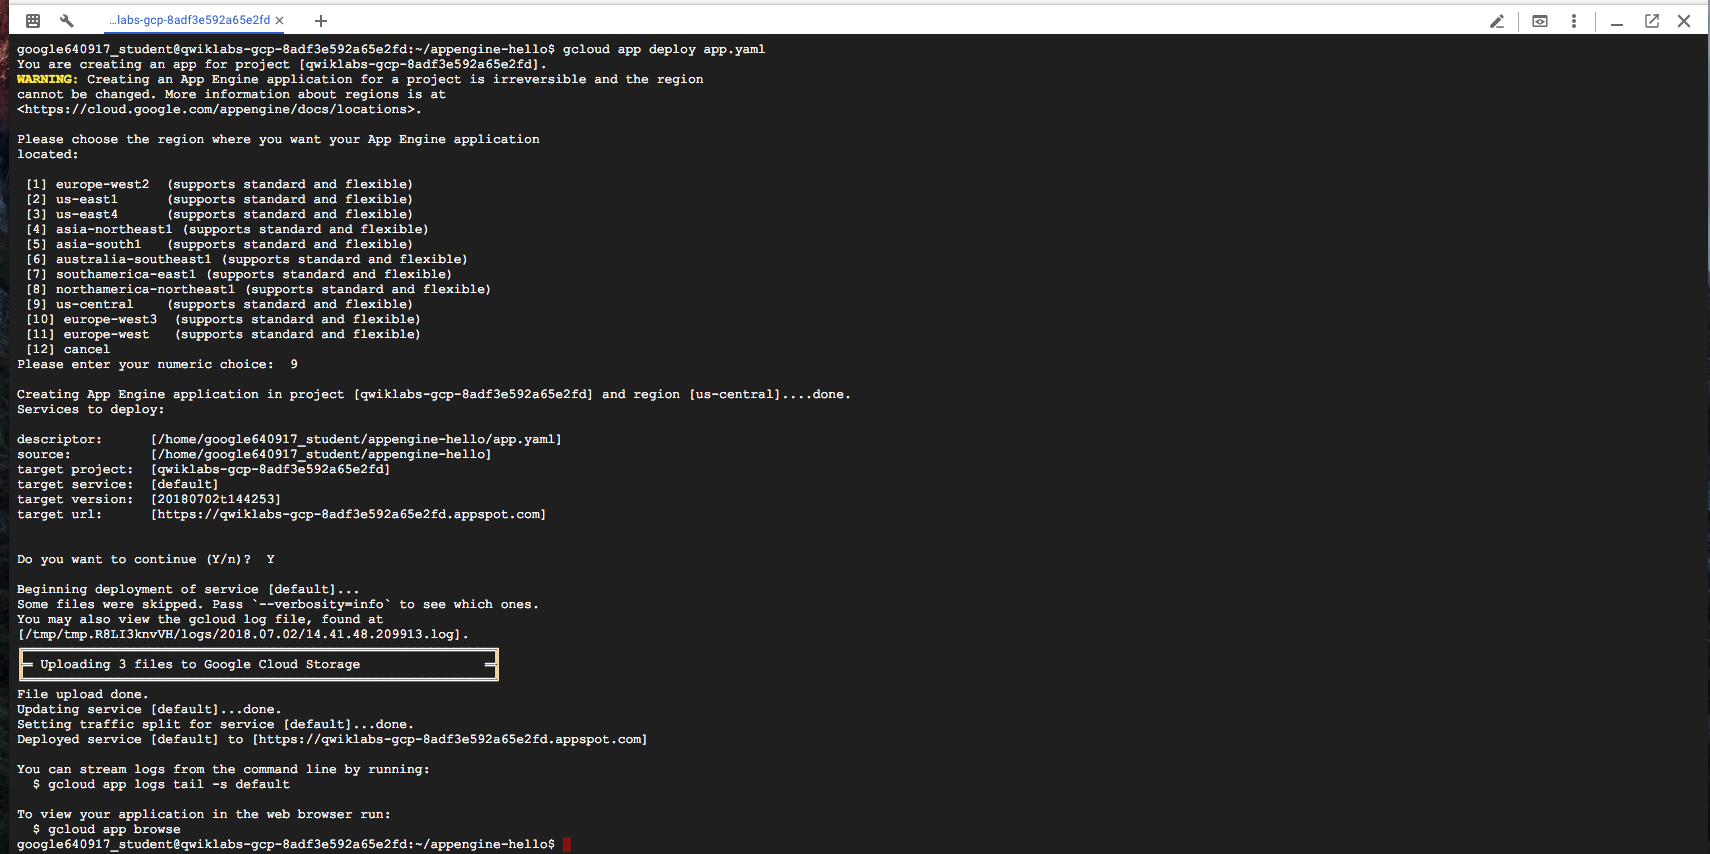 ...labs-gcp-8adf3e592a65e2fd
google640917_student@qwiklabs-gcp-8adf3e592a65e2fd:~/appengine-hello$ gcloud app deploy app.yaml
You are creating an app for project [qwiklabs-gcp-8adf3e592a65e2fd].
WARNING: Creating an App Engine application for a project is irreversible and the region
cannot be changed. More information about regions is at
<https://cloud.google.com/appengine/docs/locations>.
Please choose the region where you want your App Engine application
located:
[1] europe-west2 (supports standard and flexible)
[2] us-east1 (supports standard and flexible)
[3] us-east4 (supports standard and flexible)
[4] asia-northeast1 (supports standard and flexible)
[5] asia-south1 (supports standard and flexible)
[6] australia-southeast1 (supports standard and flexible)
[7] southamerica-east1 (supports standard and flexible)
[8] northamerica-northeast1 (supports standard and flexible)
[9] us-central (supports standard and flexible)
[10] europe-west3 (supports standard and flexible)
[11] europe-west (supports standard and flexible)
[12] cancel
Please enter your numeric choice: 9
Creating App Engine application in project [qwiklabs-gcp-8adf3e592a65e2fd] and region [us-central]....done.
Services to deploy:
descriptor: [/home/google640917_student/appengine-hello/app.yaml]
source: [/home/google640917_student/appengine-hello]
target project: [qwiklabs-gcp-8adf3e592a65e2fd]
target service: [default]
target version: [20180702t144253]
target url: [https://qwiklabs-gcp-8adf3e592a65e2fd.appspot.com]
Do you want to continue (Y/n)? Y
Beginning deployment of service [default]...
Some files were skipped. Pass `--verbosity=info` to see which ones.
You may also view the gcloud log file, found at
[/tmp/tmp.R8LI3knvVH/logs/2018.07.02/14.41.48.209913.log].
Uploading 3 files to Google Cloud Storage
File upload done.
Updating service [default]...done.
Setting traffic split for service [default]...done.
Deployed service [default] to [https://qwiklabs-gcp-8adf3e592a65e2fd.appspot.com]
You can stream logs from the command line by running:
$ gcloud app logs tail -s default
To view your application in the web browser run:
$ gcloud app browse
google640917_student@qwiklabs-gcp-8adf3e592a65e2fd:~/appengine-hello$